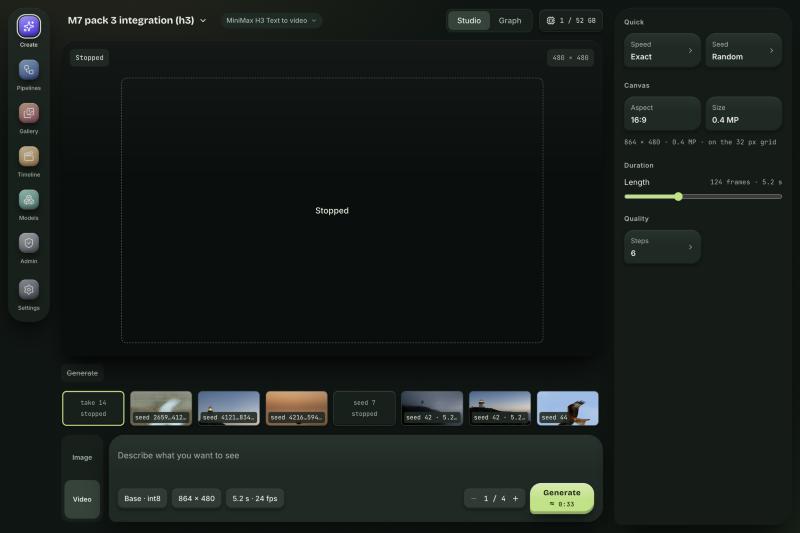 M7 pack 3 integration (h3)
MiniMax H3 Text to video
Studio
Graph
1 / 52 GB
Create
Pipelines
Gallery
Timeline
Models
Admin
Settings
Stopped
480 × 480
Stopped
Generate
take 14
stopped
seed 2659…412…
seed 4121…834…
seed 4216…594…
seed 7
stopped
seed 42 · 5.2…
seed 42 · 5.2…
seed 44
Image
Video
Describe what you want to see
Base · int8
864 × 480
5.2 s · 24 fps
− 1 / 4 +
Generate
≈ 0:33
Quick
Speed
Exact
Seed
Random
Canvas
Aspect
16:9
Size
0.4 MP
864 × 480 · 0.4 MP · on the 32 px grid
Duration
Length
124 frames · 5.2 s
Quality
Steps
6